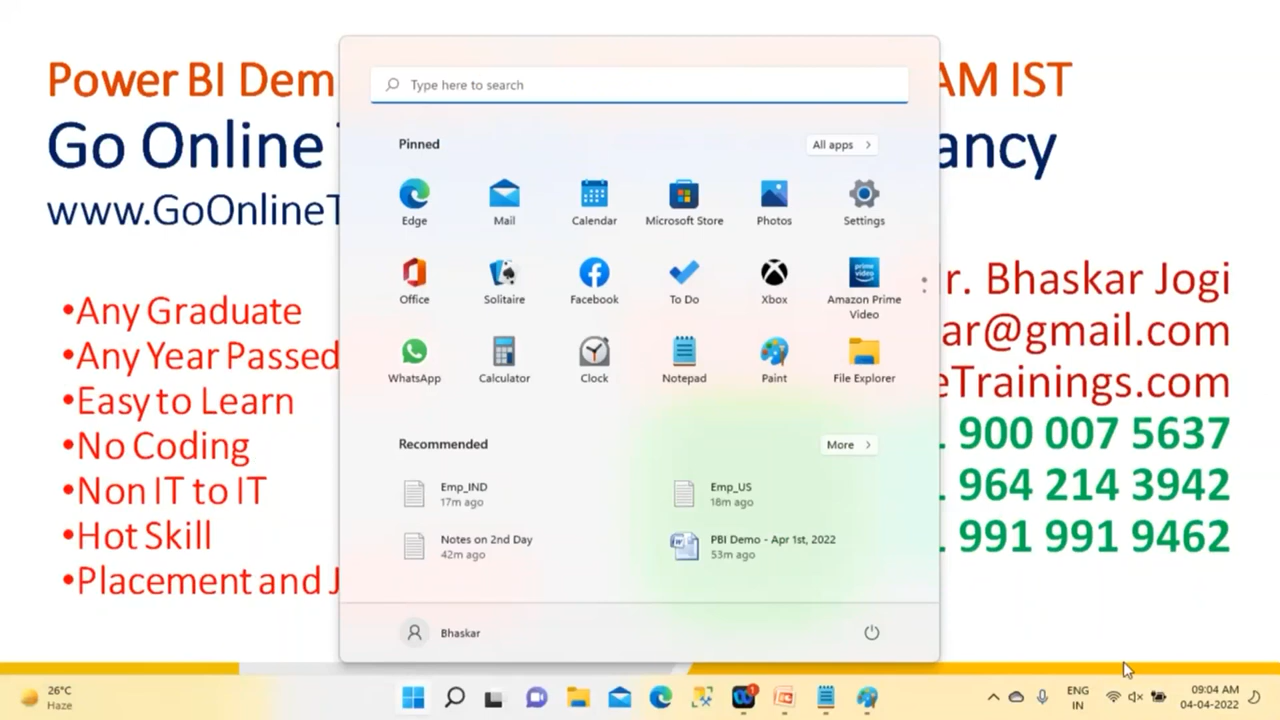 Power BI Dem
AM IST
Go Online
ancy
www.GoOnlineT
•Any Graduate
•Any Year Passed
•Easy to Learn
•No Coding
•Non IT to IT
•Hot Skill
•Placement and J
r. Bhaskar Jogi
ar@gmail.com
eTrainings.com
. 900 007 5637
. 964 214 3942
. 991 991 9462
Type here to search
Pinned
All apps >
Edge
Mail
Calendar
Microsoft Store
Photos
Settings
Office
Solitaire
Facebook
To Do
Xbox
prime video
Amazon Prime
Video
WhatsApp
Calculator
Clock
Notepad
Paint
File Explorer
Recommended
More >
Emp_IND
17m ago
Emp_US
18m ago
Notes on 2nd Day
42m ago
PBI Demo - Apr 1st, 2022
53m ago
Bhaskar
26°C
Haze
1
ENG
IN
09:04 AM
04-04-2022